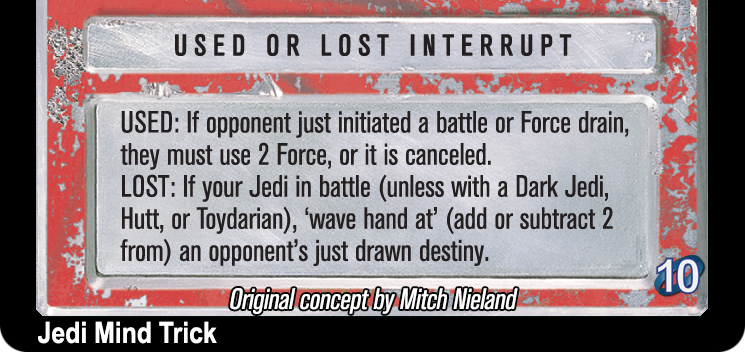 USED OR LOST INTERRUPT
USED: If opponent just initiated a battle or Force drain,
they must use 2 Force, or it is canceled.
LOST: If your Jedi in battle (unless with a Dark Jedi,
Hutt, or Toydarian), ‘wave hand at’ (add or subtract 2
from) an opponent’s just drawn destiny.
10
Original concept by Mitch Nieland
Jedi Mind Trick